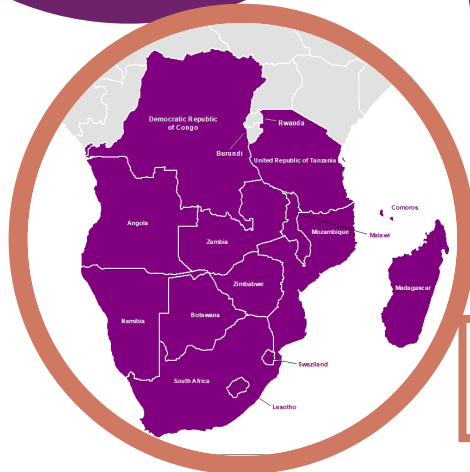 Democratic Republic
of Congo
Rwanda
Burundi
United Republic of Tanzania
Comoros
Angola
Mozambique
Malawi
Zambia
Zimbabwe
Madagascar
Namibia
Botswana
Swaziland
South Africa
Lesotho